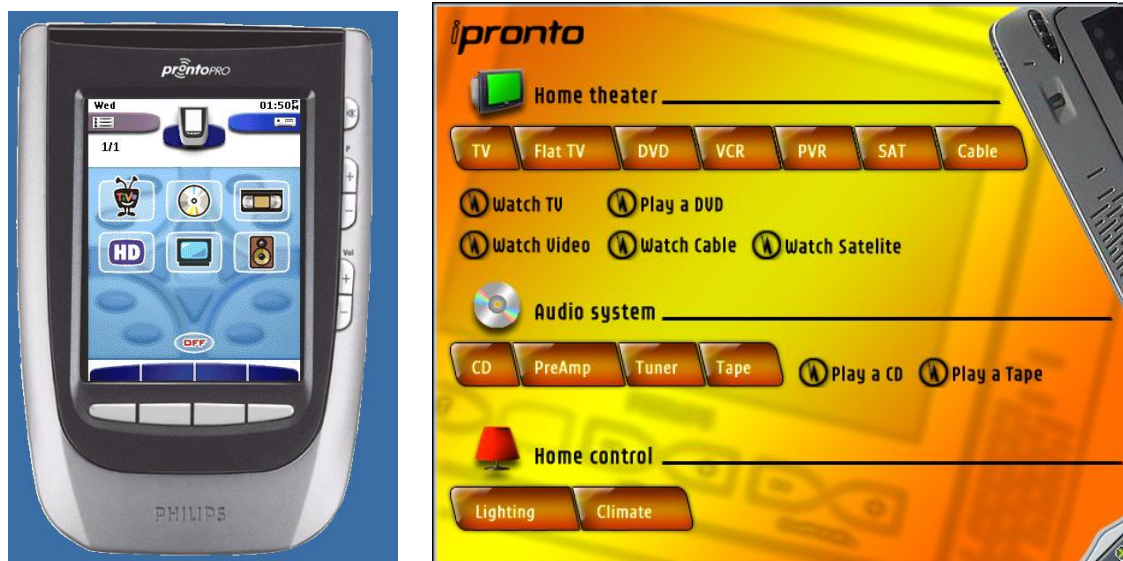 prontoPRO
Wed 01:50PM
1/1
TV
HD
OFF
P
+
-
Vol
+
-
PHILIPS
ipronto
Home theater
TV Flat TV DVD VCR PVR SAT Cable
Watch TV Play a DVD
Watch Video Watch Cable Watch Satelite
Audio system
CD PreAmp Tuner Tape Play a CD Play a Tape
Home control
Lighting Climate